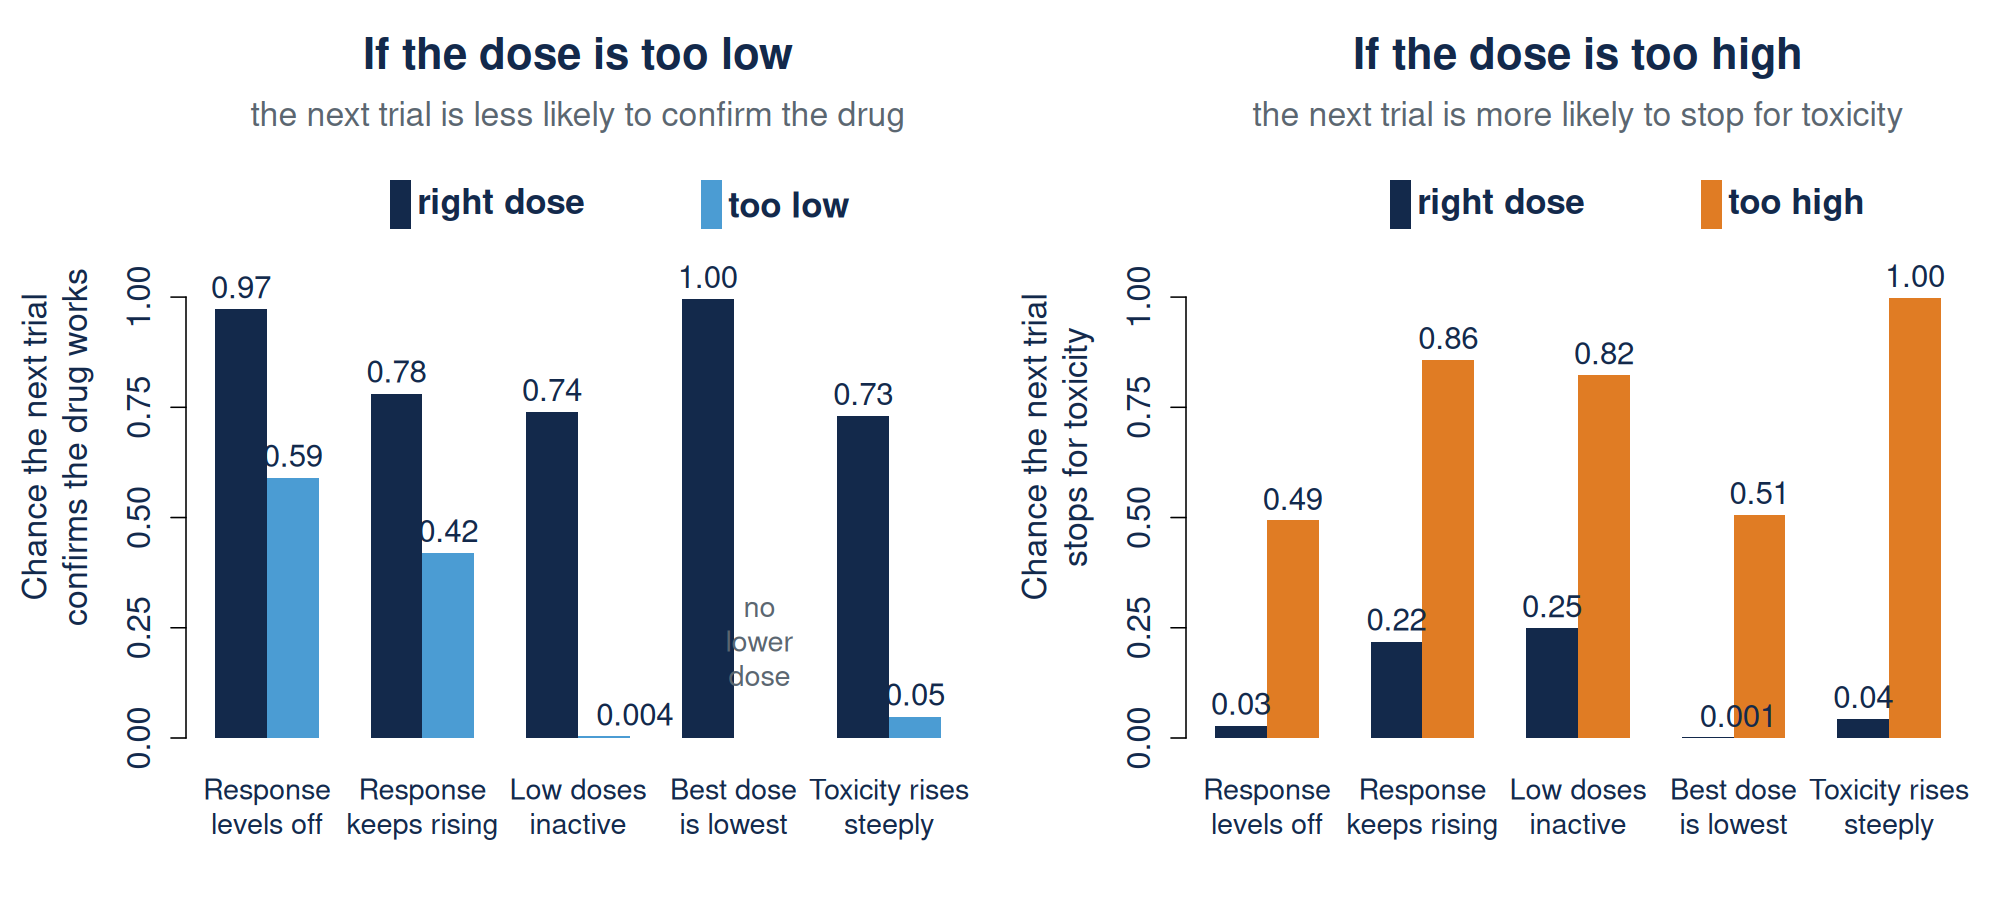 If the dose is too low
the next trial is less likely to confirm the drug
right dose
too low
Chance the next trial
confirms the drug works
1.00
0.75
0.50
0.25
0.00
0.97
0.59
0.78
0.42
0.74
0.004
1.00
no
lower
dose
0.73
0.05
Response
levels off
Response
keeps rising
Low doses
inactive
Best dose
is lowest
Toxicity rises
steeply
If the dose is too high
the next trial is more likely to stop for toxicity
right dose
too high
Chance the next trial
stops for toxicity
1.00
0.75
0.50
0.25
0.00
0.03
0.49
0.22
0.86
0.25
0.82
0.001
0.51
0.04
1.00
Response
levels off
Response
keeps rising
Low doses
inactive
Best dose
is lowest
Toxicity rises
steeply